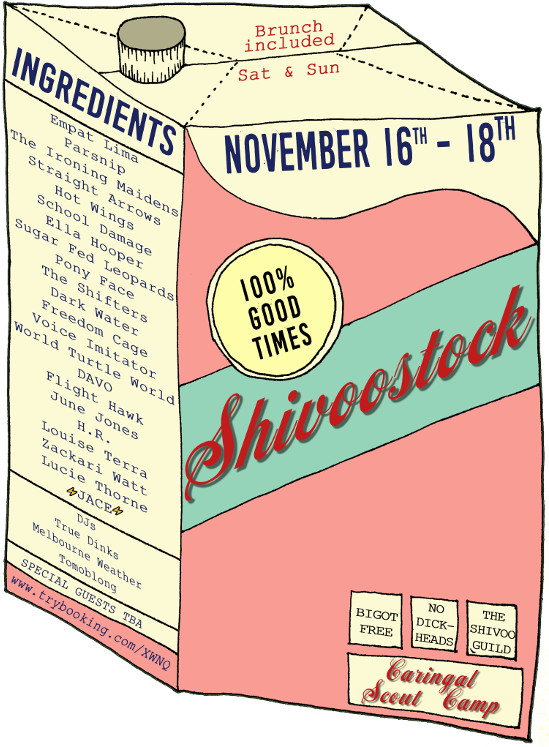 Brunch
included
Sat & Sun
INGREDIENTS
Empat Lima
Parsnip
The Ironing Maidens
Straight Arrows
Hot Wings
School Damage
Ella Hooper
Sugar Fed Leopards
Pony Face
The Shifters
Dark Water
Freedom Cage
Voice Imitator
World Turtle World
DAVO
Flight Hawk
June Jones
H.R.
Louise Terra
Zackari Watt
Lucie Thorne
JACE
DJs
True Dinks
Melbourne Weather
Tomoblong
SPECIAL GUESTS TBA
www.trybooking.com/XWNQ
NOVEMBER 16TH - 18TH
100%
GOOD
TIMES
Shivoostock
BIGOT
FREE
NO
DICK-
HEADS
THE
SHIVOO
GUILD
Caringal
Scout Camp